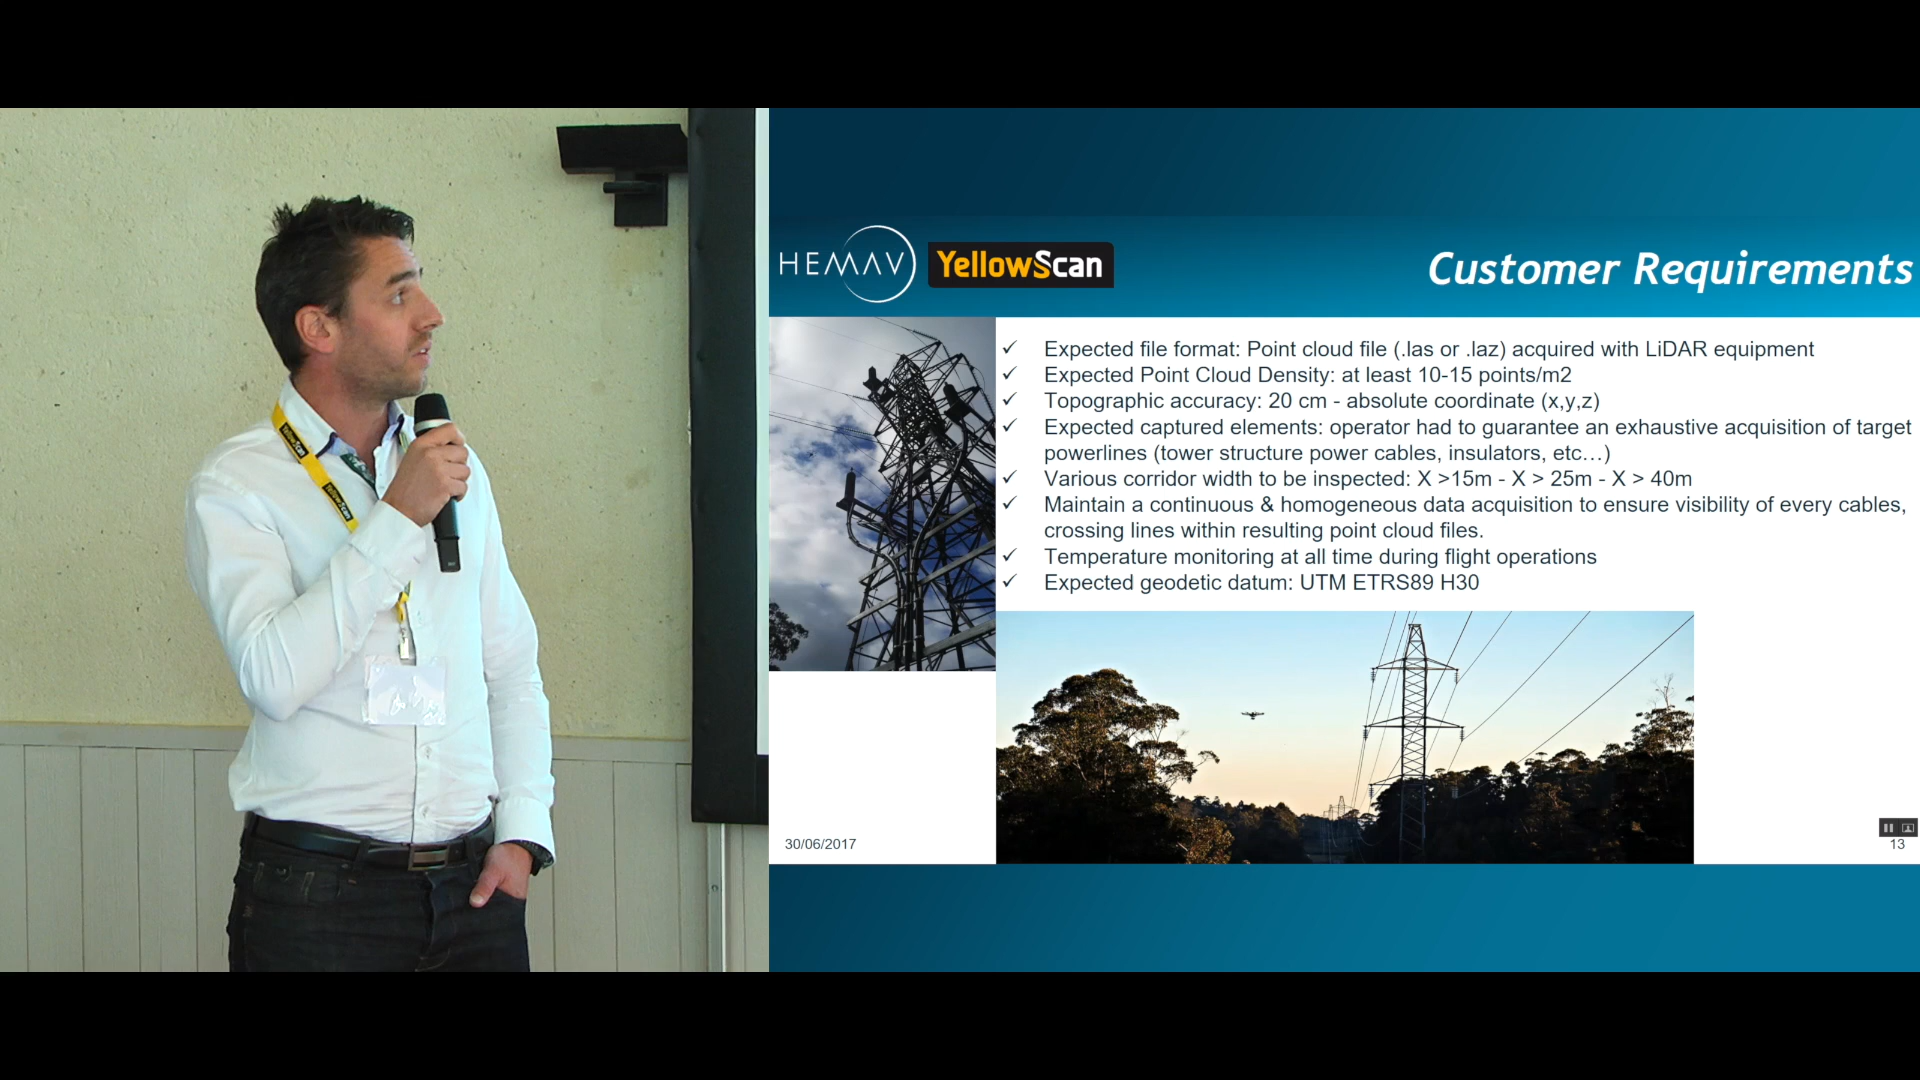 HEMAV
YellowScan
Customer Requirements
✓ Expected file format: Point cloud file (.las or .laz) acquired with LiDAR equipment
✓ Expected Point Cloud Density: at least 10-15 points/m2
✓ Topographic accuracy: 20 cm - absolute coordinate (x,y,z)
✓ Expected captured elements: operator had to guarantee an exhaustive acquisition of target
powerlines (tower structure power cables, insulators, etc…)
✓ Various corridor width to be inspected: X >15m - X > 25m - X > 40m
✓ Maintain a continuous & homogeneous data acquisition to ensure visibility of every cables,
crossing lines within resulting point cloud files.
✓ Temperature monitoring at all time during flight operations
✓ Expected geodetic datum: UTM ETRS89 H30
30/06/2017
13
YellowScan
YellowScan